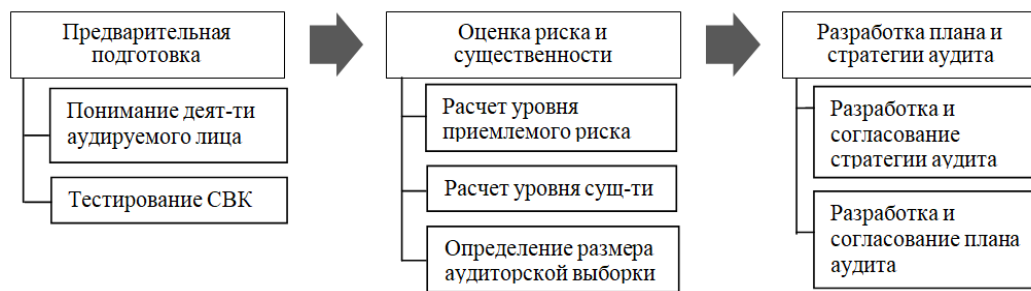 Предварительная
подготовка
Понимание деят-ти
аудируемого лица
Тестирование СВК
Оценка риска и
существенности
Расчет уровня
приемлемого риска
Расчет уровня сущ-ти
Определение размера
аудиторской выборки
Разработка плана и
стратегии аудита
Разработка и
согласование
стратегии аудита
Разработка и
согласование плана
аудита